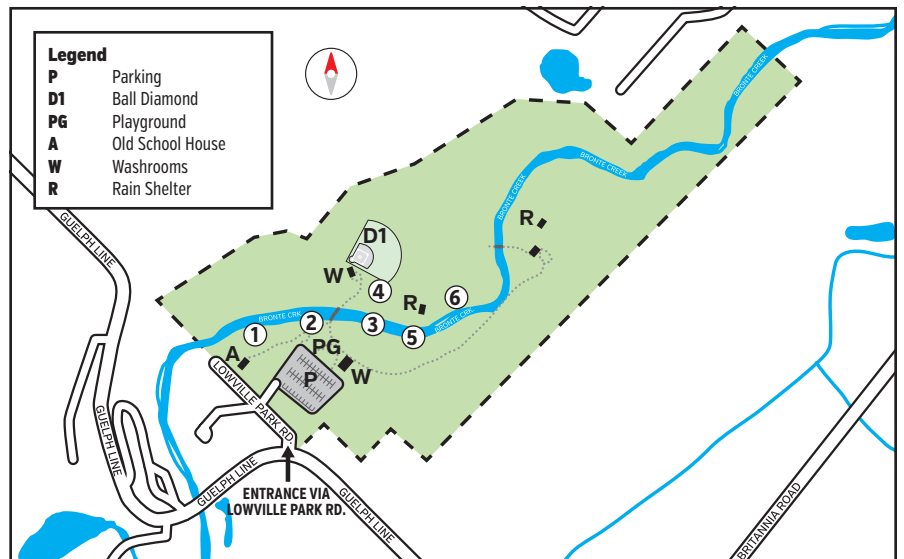 Legend
P Parking
D1 Ball Diamond
PG Playground
A Old School House
W Washrooms
R Rain Shelter
BRONTE CREEK
BRONTE CREEK
BRONTE CREEK
GUELPH LINE
R
D1
W
4
6
R
BRONTE CRK
1
2
3
5
BRONTE CRK
A
PG
W
P
LOWVILLE PARK RD.
GUELPH LINE
GUELPH LINE
ENTRANCE VIA
LOWVILLE PARK RD.
GUELPH LINE
BRITANNIA ROAD